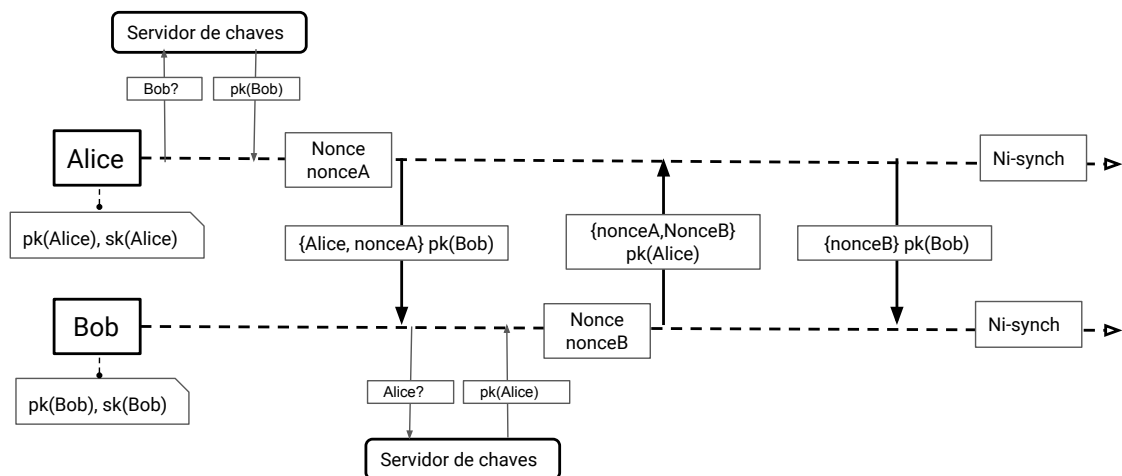 Servidor de chaves
Bob?
pk(Bob)
Alice
Nonce
nonceA
Ni-synch
pk(Alice), sk(Alice)
{Alice, nonceA} pk(Bob)
{nonceA,NonceB}
pk(Alice)
{nonceB} pk(Bob)
Bob
Nonce
nonceB
Ni-synch
pk(Bob), sk(Bob)
Alice?
pk(Alice)
Servidor de chaves